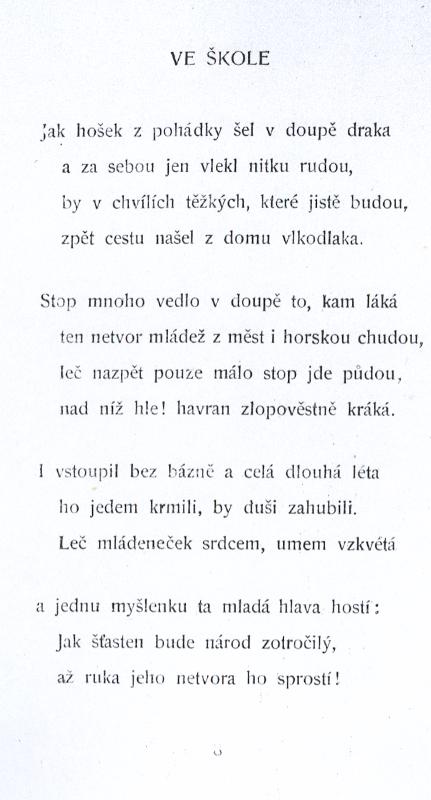 VE ŠKOLE
Jak hošek z pohádky šel v doupě draka
a za sebou jen vlekl nitku rudou,
by v chvílích těžkých, které jistě budou,
zpět cestu našel z domu vlkodlaka.
Stop mnoho vedlo v doupě to, kam láká
ten netvor mládež z měst i horskou chudou,
leč nazpět pouze málo stop jde půdou,
nad níž hle! havran zlopověstně kráká.
I vstoupil bez bázně a celá dlouhá léta
ho jedem krmili, by duši zahubili.
Leč mládeneček srdcem, umem vzkvétá
a jednu myšlenku ta mladá hlava hostí:
Jak šťasten bude národ zotročilý,
až ruka jeho netvora ho sprostí!